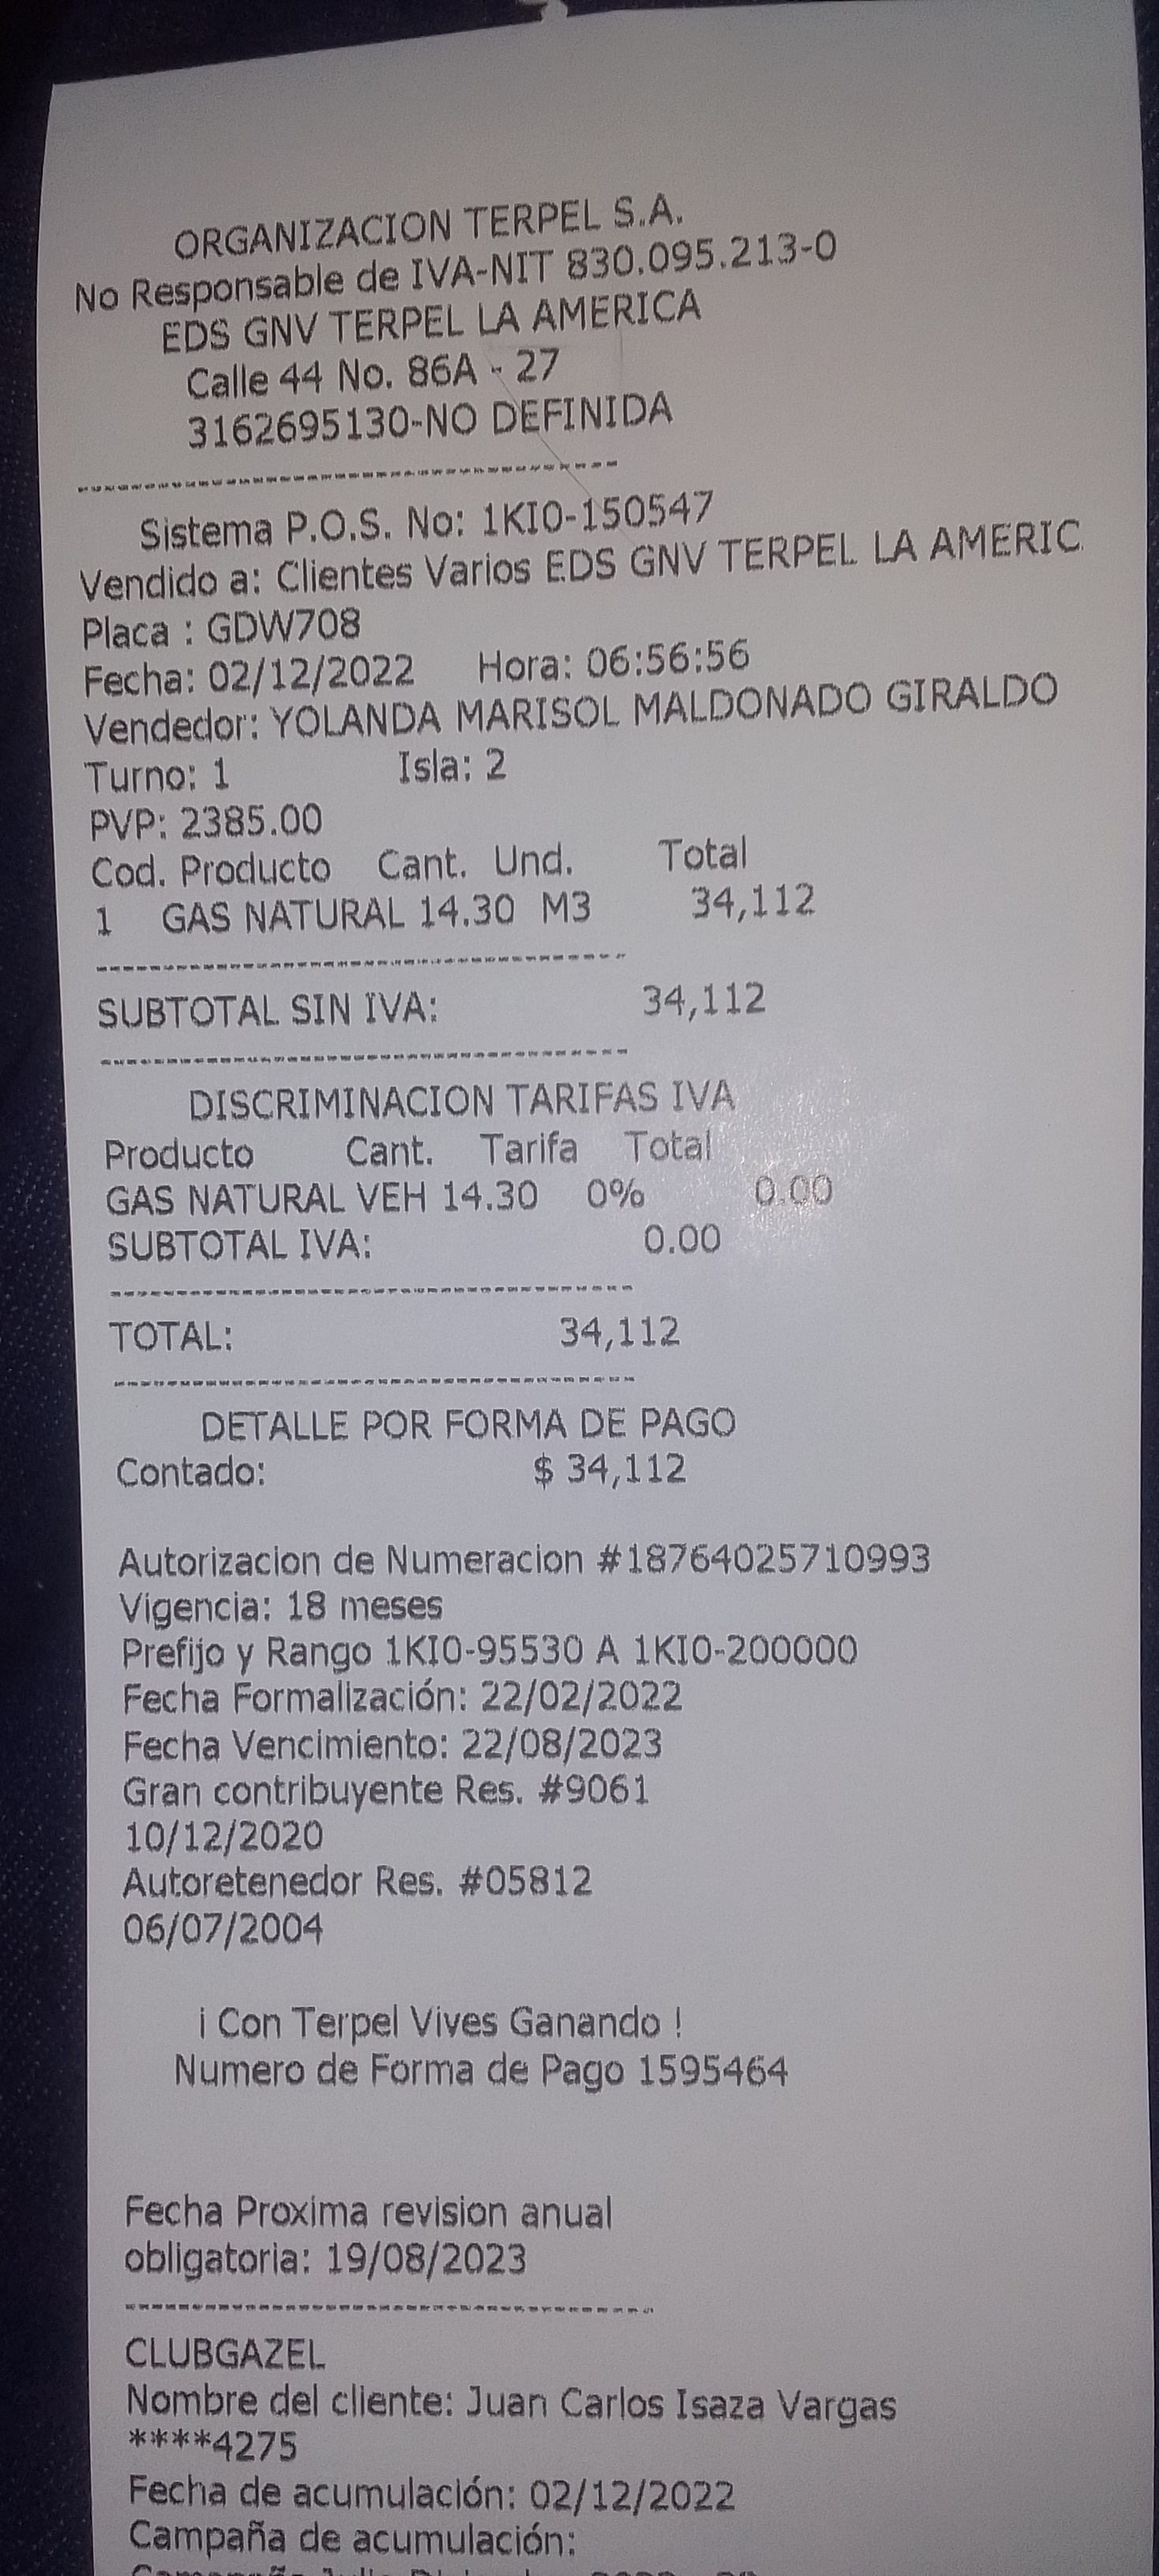 ORGANIZACION TERPEL S.A.
No Responsable de IVA-NIT 830.095.213-0
EDS GNV TERPEL LA AMERICA
Calle 44 No. 86A - 27
3162695130-NO DEFINIDA
Sistema P.O.S. No: 1KI0-150547
Vendido a: Clientes Varios EDS GNV TERPEL LA AMERIC
Placa : GDW708
Fecha: 02/12/2022 Hora: 06:56:56
Vendedor: YOLANDA MARISOL MALDONADO GIRALDO
Turno: 1 Isla: 2
PVP: 2385.00
Cod. Producto Cant. Und. Total
1 GAS NATURAL 14.30 M3 34,112
SUBTOTAL SIN IVA: 34,112
DISCRIMINACION TARIFAS IVA
Producto Cant. Tarifa Total
GAS NATURAL VEH 14.30 0% 0.00
SUBTOTAL IVA: 0.00
TOTAL: 34,112
DETALLE POR FORMA DE PAGO
Contado: $ 34,112
Autorizacion de Numeracion #18764025710993
Vigencia: 18 meses
Prefijo y Rango 1KI0-95530 A 1KI0-200000
Fecha Formalización: 22/02/2022
Fecha Vencimiento: 22/08/2023
Gran contribuyente Res. #9061
10/12/2020
Autoretenedor Res. #05812
06/07/2004
¡ Con Terpel Vives Ganando !
Numero de Forma de Pago 1595464
Fecha Proxima revision anual
obligatoria: 19/08/2023
CLUBGAZEL
Nombre del cliente: Juan Carlos Isaza Vargas
****4275
Fecha de acumulación: 02/12/2022
Campaña de acumulación: